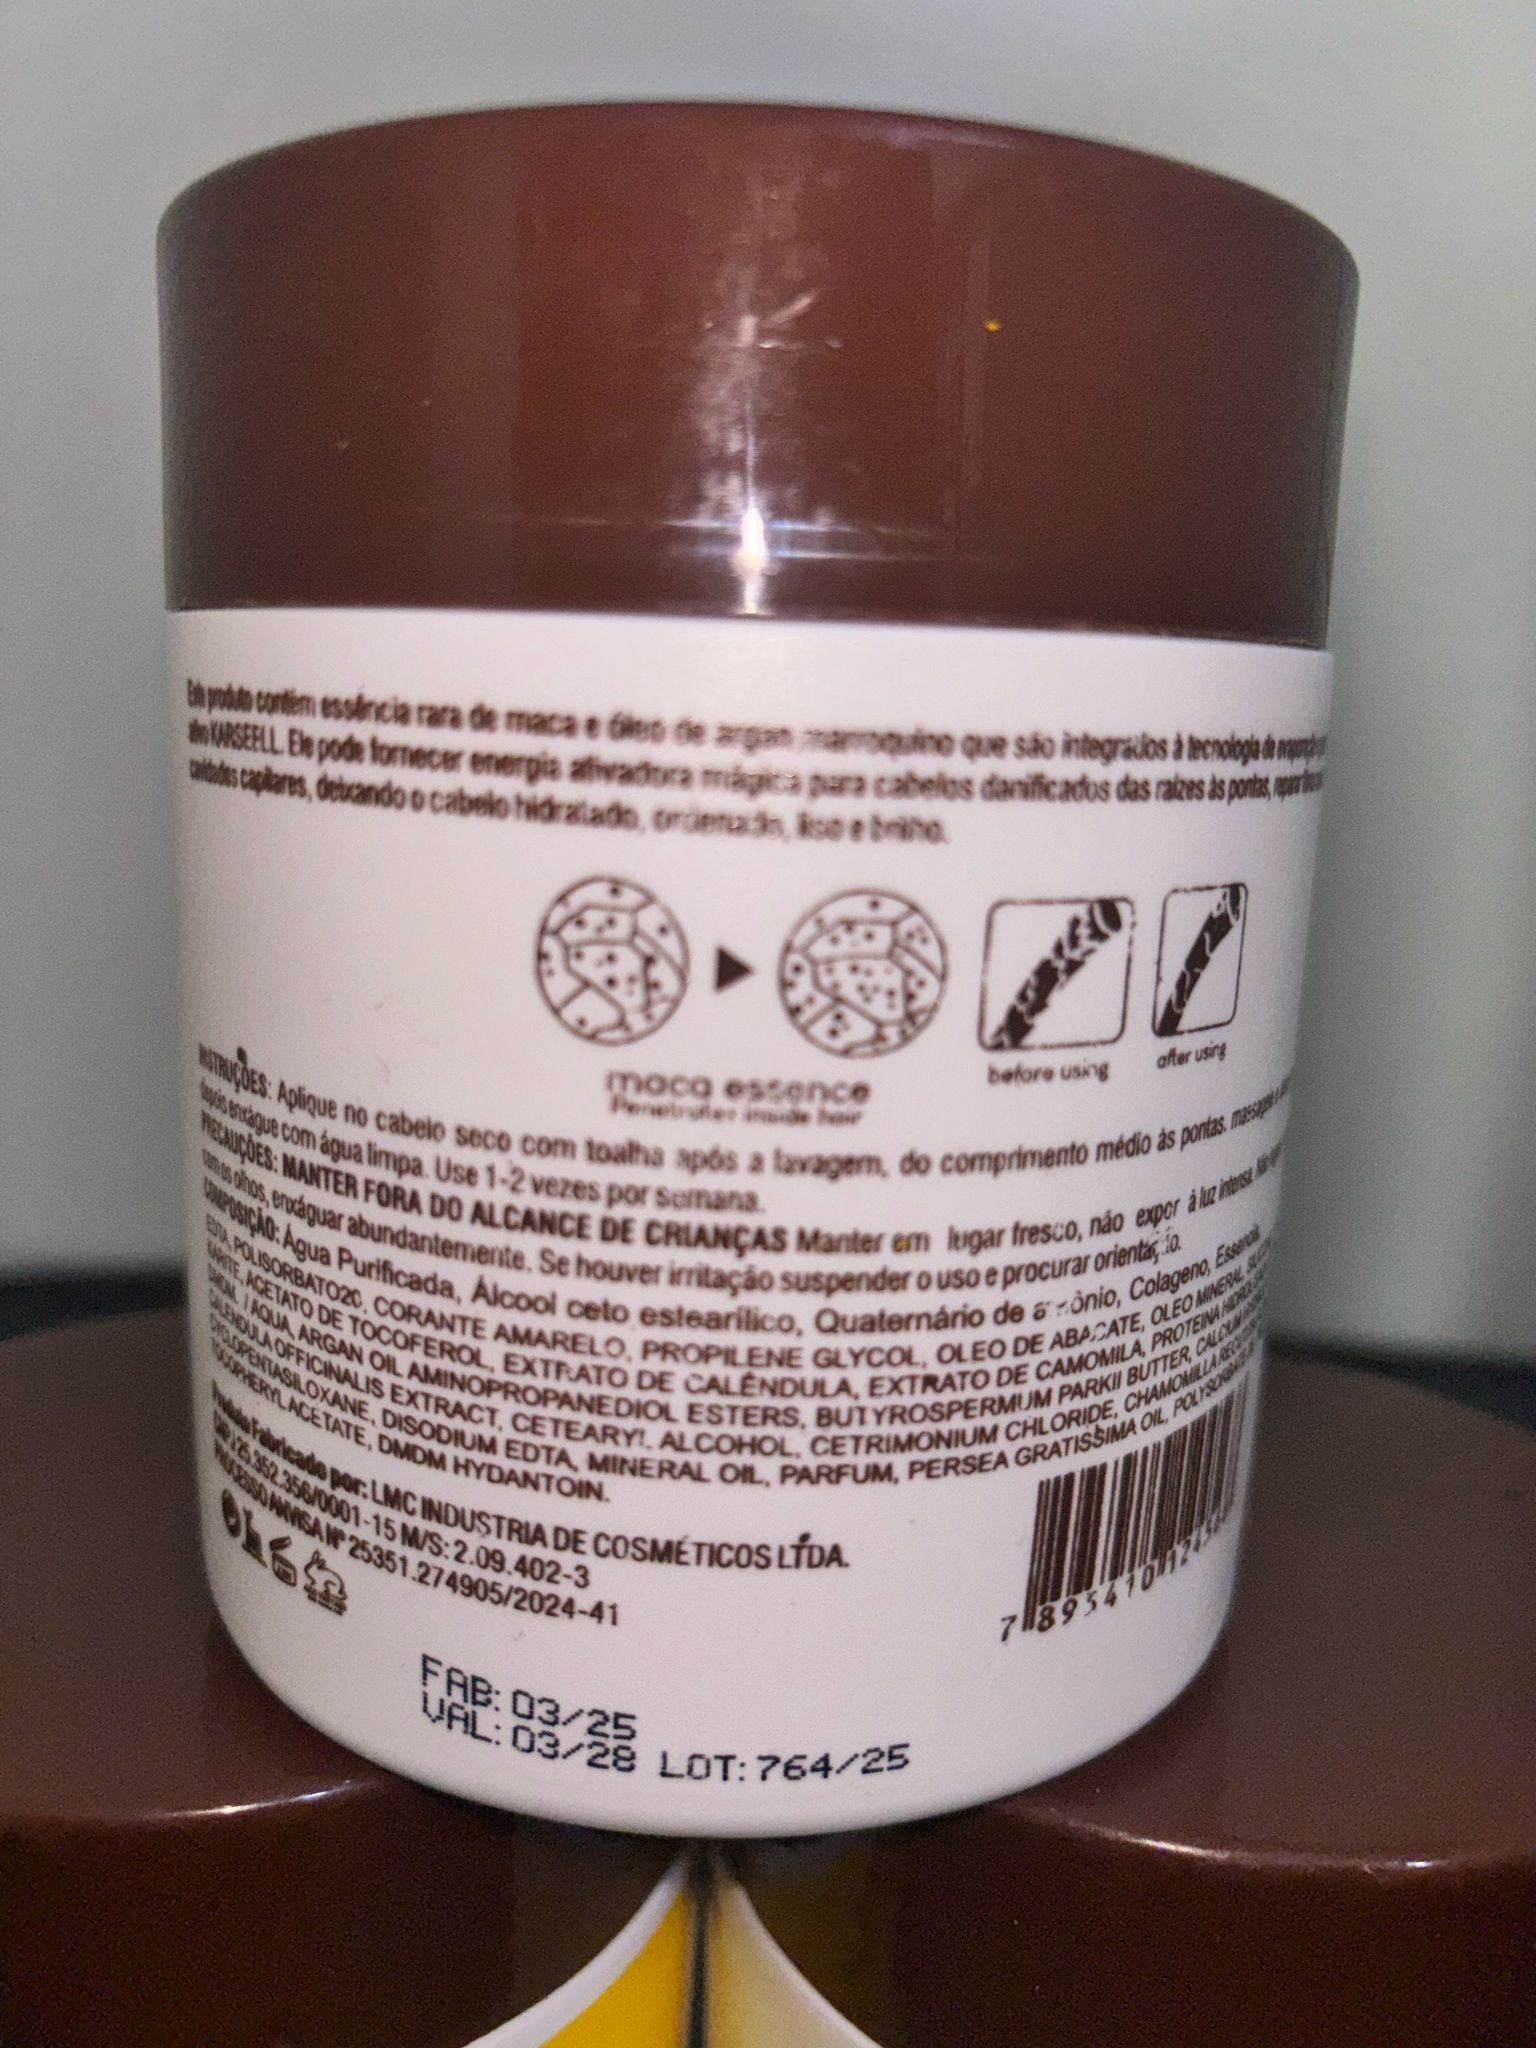 Este produto contém essência rara de maca e óleo de argan marroquino que são integrados à tecnologia de
KARSEELL. Ele pode fornecer energia ativadora mágica para cabelos danificados das raízes às pontas, reparar
cavidades capilares, deixando o cabelo hidratado, ordenado, liso e brilho.
maca essence
Penetrater inside hair
before using
after using
INSTRUÇÕES: Aplique no cabelo seco com toalha após a lavagem, do comprimento médio às pontas. massageie
depois enxágue com água limpa. Use 1-2 vezes por semana.
PRECAUÇÕES: MANTER FORA DO ALCANCE DE CRIANÇAS Manter em lugar fresco, não expor à luz intensa. Não
com os olhos, enxáguar abundantemente. Se houver irritação suspender o uso e procurar orientação.
COMPOSIÇÃO: Água Purificada, Álcool ceto estearílico, Quaternário de amônio, Colageno, Essencia,
EDTA, POLISORBATO20, CORANTE AMARELO, PROPILENE GLYCOL, OLEO DE ABACATE, OLEO MINERAL,
KARITE, ACETATO DE TOCOFEROL, EXTRATO DE CALÊNDULA, EXTRATO DE CAMOMILA, PROTEINA
DMDM. / AQUA, ARGAN OIL AMINOPROPANEDIOL ESTERS, BUTYROSPERMUM PARKII BUTTER, CALCIUM
CALENDULA OFFICINALIS EXTRACT, CETEARYL ALCOHOL, CETRIMONIUM CHLORIDE, CHAMOMILLA
CYCLOPENTASILOXANE, DISODIUM EDTA, MINERAL OIL, PARFUM, PERSEA GRATISSIMA OIL,
TOCOPHERYL ACETATE, DMDM HYDANTOIN.
Produto Fabricado por: LMC INDUSTRIA DE COSMÉTICOS LTDA.
CNPJ 25.352.356/0001-15 M/S: 2.09.402-3
PROCESSO ANVISA Nº 25351.274905/2024-41
FAB: 03/25
VAL: 03/28 LOT: 764/25